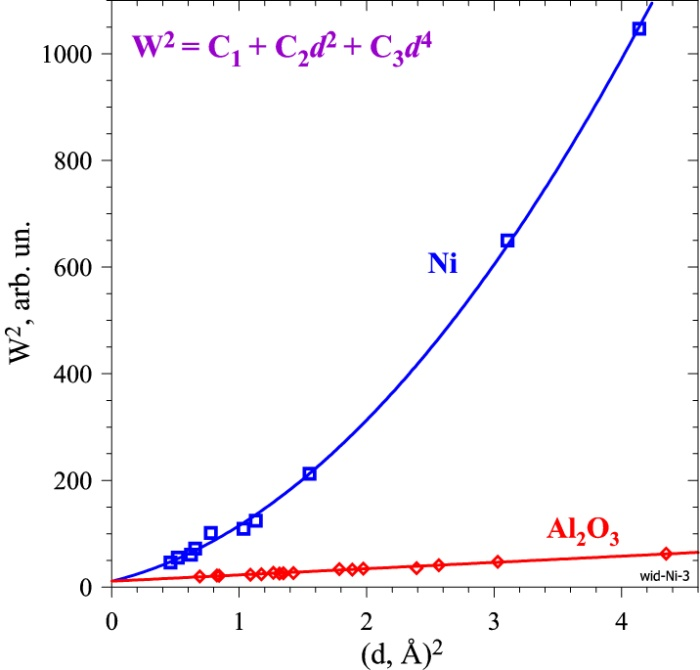 W² = C₁ + C₂d² + C₃d⁴
1000
800
600
400
200
0
W², arb. un.
Ni
Al₂O₃
wid-Ni-3
0 1 2 3 4
(d, Å)²